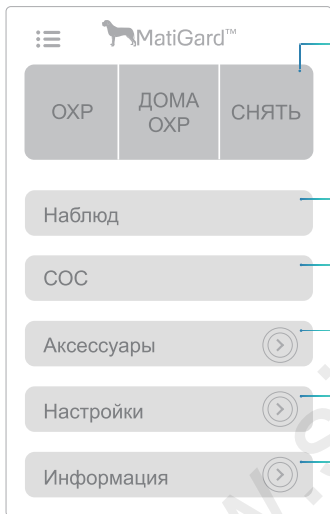 MatiGard™
ОХР
ДОМА
ОХР
СНЯТЬ
Наблюд
СОС
Аксессуары
Настройки
Информация